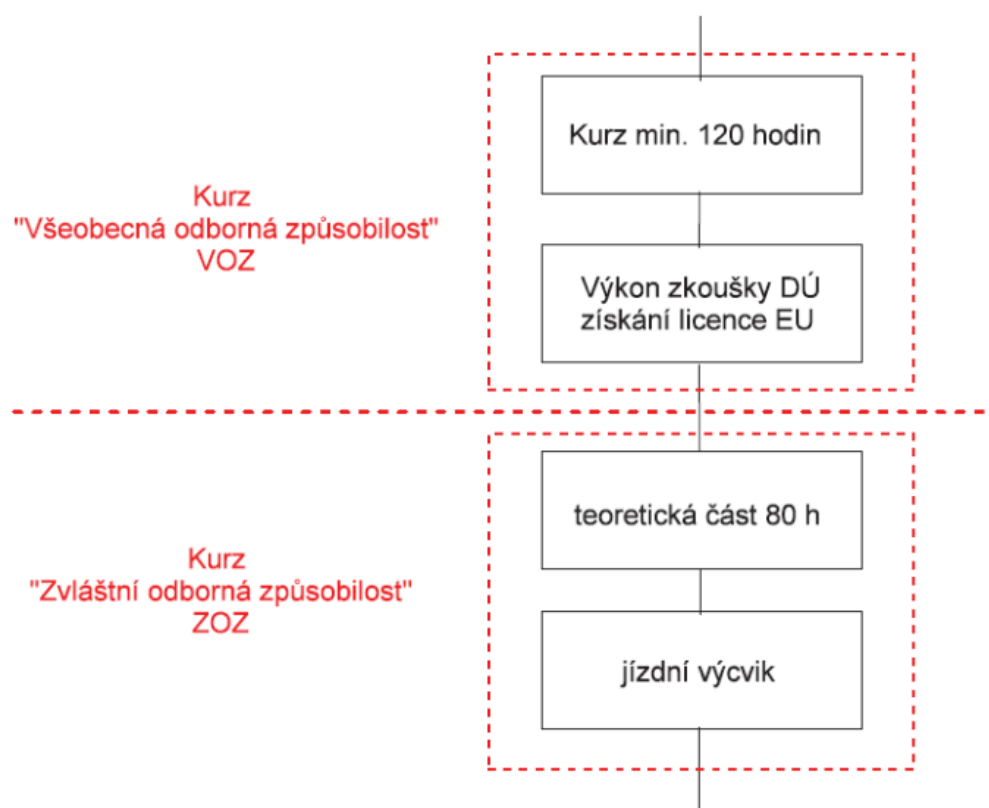 Kurz min. 120 hodin
Kurz
"Všeobecná odborná způsobilost"
VOZ
Výkon zkoušky DÚ
získání licence EU
teoretická část 80 h
Kurz
"Zvláštní odborná způsobilost"
ZOZ
jízdní výcvik